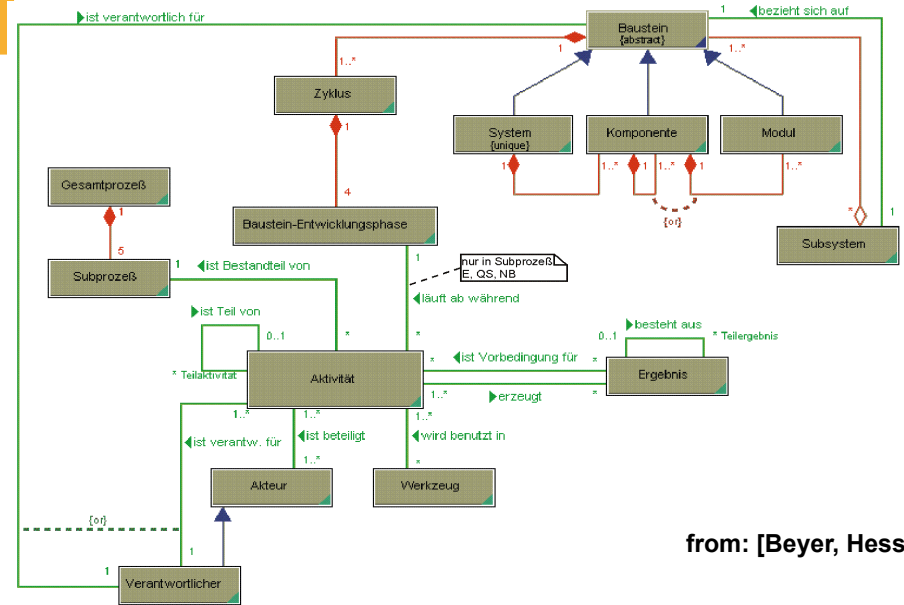 ▶ist verantwortlich für
1
◀bezieht sich auf
Baustein
{abstract}
1
1..*
1..*
Zyklus
1
4
System
{unique}
Komponente
Modul
1
1..*
1
1..*
1
1..*
{or}
*
1
Subsystem
Gesamtprozeß
1
5
Subprozeß
Baustein-Entwicklungsphase
1
nur in Subprozeß
E, QS, NB
1
◀ist Bestandteil von
◀läuft ab während
▶ist Teil von
0..1
*
*
* Teilaktivität
Aktivität
▶besteht aus
0..1
* Teilergebnis
*
◀ist Vorbedingung für
*
Ergebnis
1..*
▶erzeugt
*
1..*
1..*
1..*
◀ist verantw. für
◀ist beteiligt
◀wird benutzt in
1..*
*
Akteur
Werkzeug
{or}
1
1
Verantwortlicher
from: [Beyer, Hess